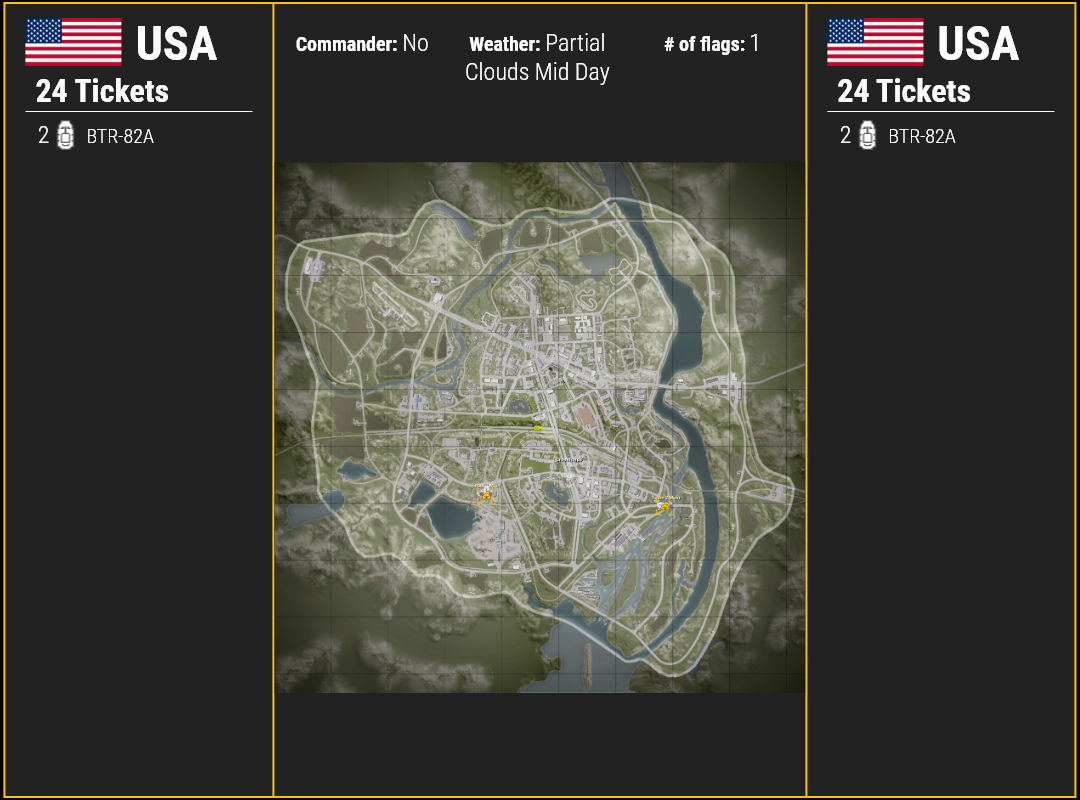 USA
24 Tickets
2 BTR-82A
Commander: No
Weather: Partial
Clouds Mid Day
# of flags: 1
USA
24 Tickets
2 BTR-82A